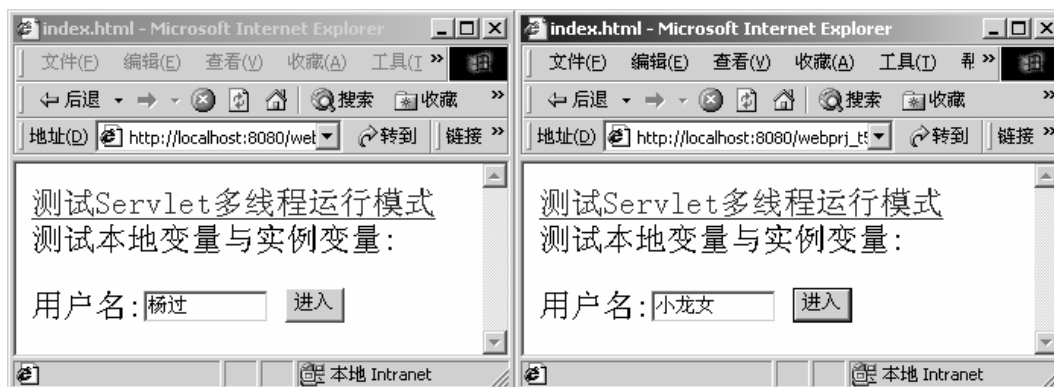 index.html - Microsoft Internet Explorer
文件(F) 编辑(E) 查看(V) 收藏(A) 工具(T »
后退 搜索 收藏 »
地址(D) http://localhost:8080/wet 转到 链接 »
测试Servlet多线程运行模式
测试本地变量与实例变量:
用户名: 杨过 进入
本地 Intranet
index.html - Microsoft Internet Explorer
文件(F) 编辑(E) 查看(V) 收藏(A) 工具(T) »
后退 搜索 收藏 »
地址(D) http://localhost:8080/webprj_t 转到 链接 »
测试Servlet多线程运行模式
测试本地变量与实例变量:
用户名: 小龙女 进入
本地 Intranet